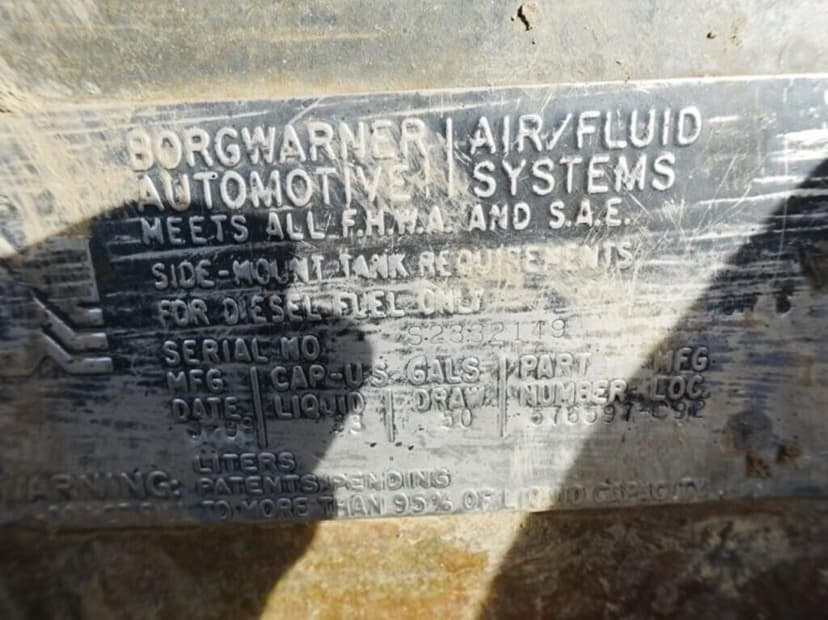 BORGWARNER AIR/FLUID
AUTOMOTIVE SYSTEMS
MEETS ALL F.H.W.A. AND S.A.E.
SIDE-MOUNT TANK REQUIREMENTS
FOR DIESEL FUEL ONLY
SERIAL NO.
MFG CAP-U.S. GALS PART MFG
DATE LIQUID DRAW NUMBER LOC.
50
LITERS
WARNING: PATENTS PENDING
TO MORE THAN 95% OF LIQUID CAPACITY